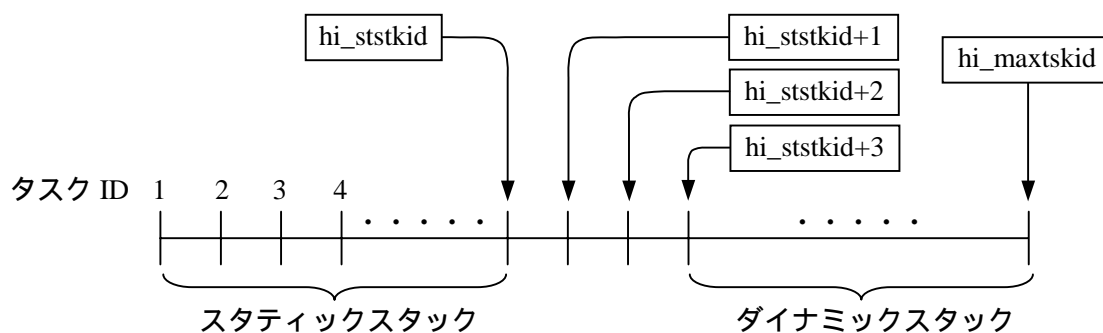 hi_ststkid
hi_ststkid+1
hi_maxtskid
hi_ststkid+2
hi_ststkid+3
タスク ID 1 2 3 4
・・・・・ ・・・・・
スタティックスタック ダイナミックスタック